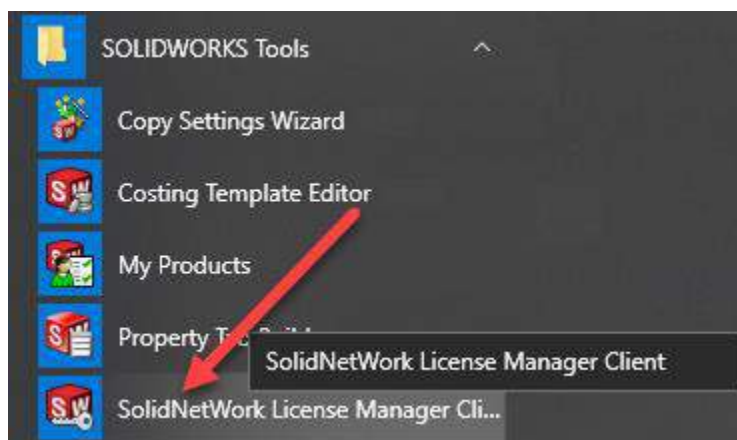 SOLIDWORKS Tools
Copy Settings Wizard
Costing Template Editor
My Products
Property
SolidNetWork License Manager Client
SolidNetWork License Manager Cli...